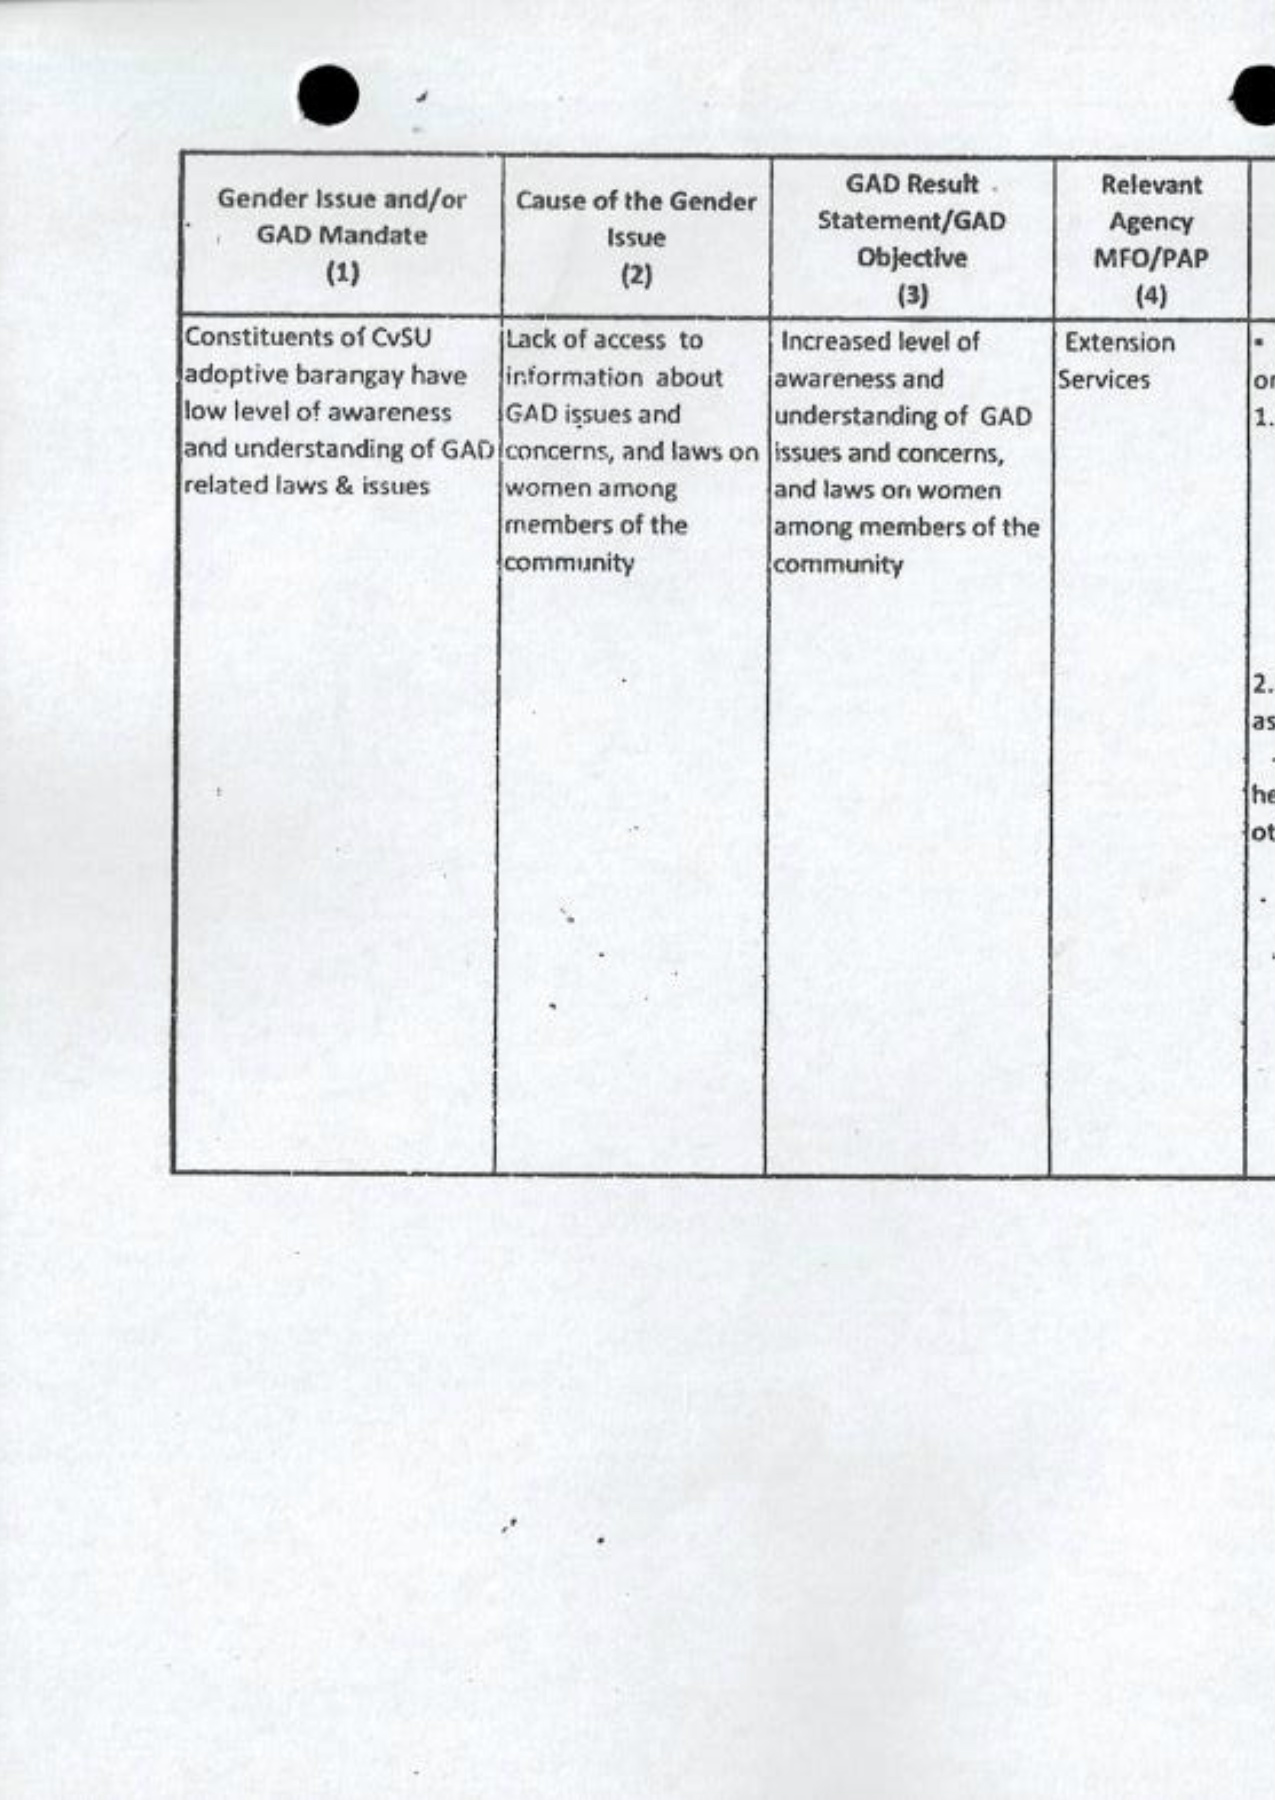 Gender Issue and/or
GAD Mandate
(1)
Cause of the Gender
Issue
(2)
GAD Result
Statement/GAD
Objective
(3)
Relevant
Agency
MFO/PAP
(4)
Constituents of CvSU
adoptive barangay have
low level of awareness
and understanding of GAD
related laws & issues
Lack of access to
information about
GAD issues and
concerns, and laws on
women among
members of the
community
Increased level of
awareness and
understanding of GAD
issues and concerns,
and laws on women
among members of the
community
Extension
Services
1.
2.
as